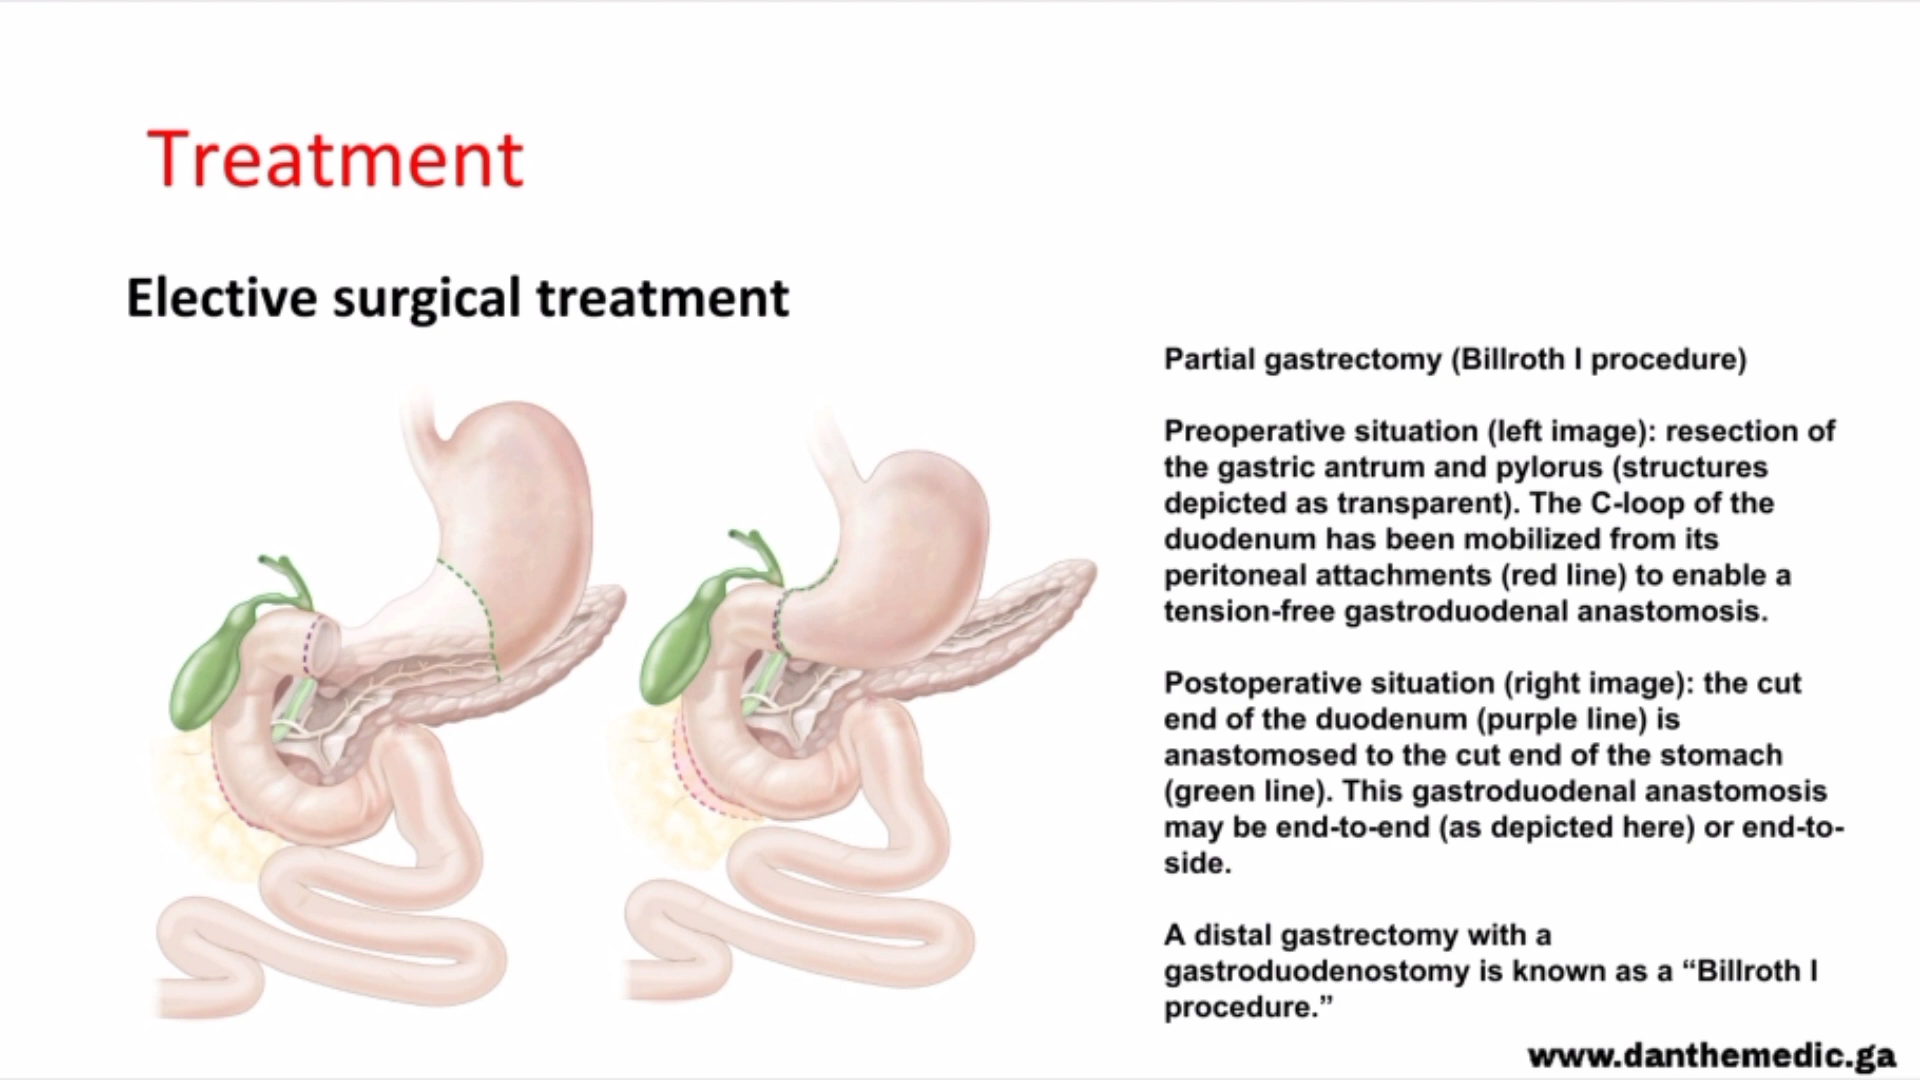 Treatment
Elective surgical treatment
Partial gastrectomy (Billroth I procedure)
Preoperative situation (left image): resection of
the gastric antrum and pylorus (structures
depicted as transparent). The C-loop of the
duodenum has been mobilized from its
peritoneal attachments (red line) to enable a
tension-free gastroduodenal anastomosis.
Postoperative situation (right image): the cut
end of the duodenum (purple line) is
anastomosed to the cut end of the stomach
(green line). This gastroduodenal anastomosis
may be end-to-end (as depicted here) or end-to-
side.
A distal gastrectomy with a
gastroduodenostomy is known as a “Billroth I
procedure.”
www.danthemedic.ga